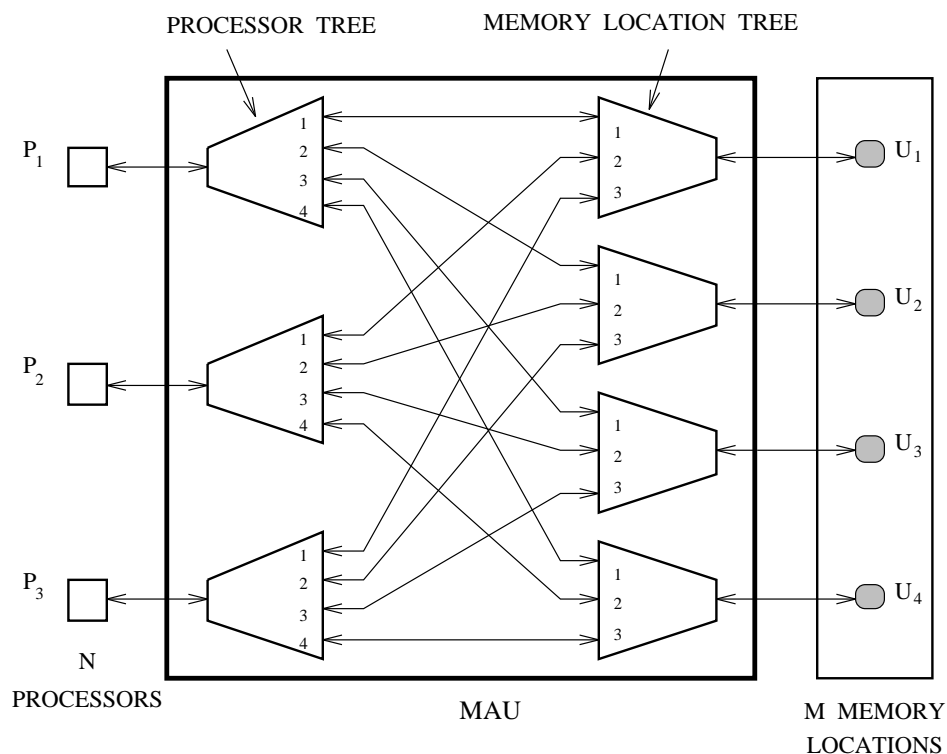 PROCESSOR TREE
MEMORY LOCATION TREE
P1
1
2
3
4
1
2
3
U1
1
2
3
U2
P2
1
2
3
4
1
2
3
U3
P3
1
2
3
4
1
2
3
U4
N
PROCESSORS
MAU
M MEMORY
LOCATIONS